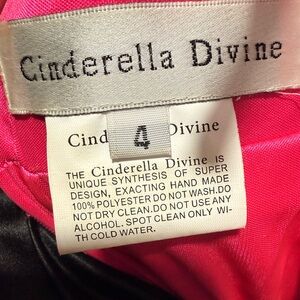 Cinderella Divine
Cind Divine
4
THE Cinderella Divine IS
UNIQUE SYNTHESIS OF SUPER
DESIGN, EXACTING HAND MADE
100% POLYESTER DO NOT WASH.DO
NOT DRY CLEAN.DO NOT USE ANY
ALCOHOL. SPOT CLEAN ONLY WI-
TH COLD WATER.